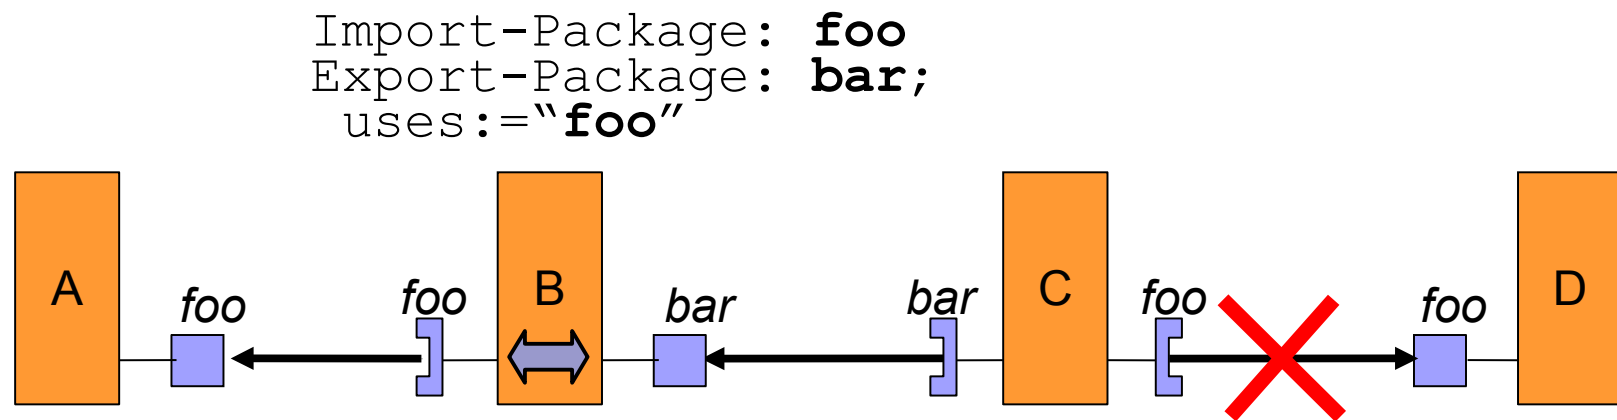 Import-Package: foo
Export-Package: bar;
uses:=“foo”
A foo foo B bar bar C foo foo D